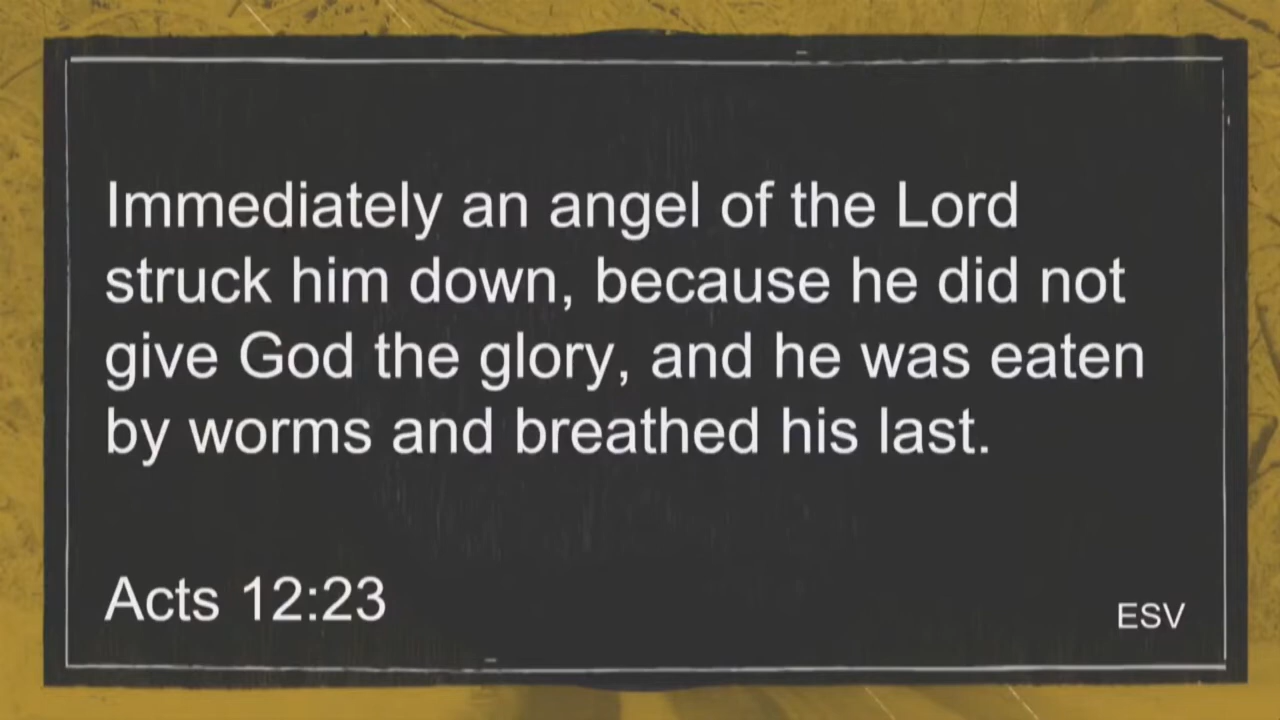 Immediately an angel of the Lord
struck him down, because he did not
give God the glory, and he was eaten
by worms and breathed his last.
Acts 12:23
ESV